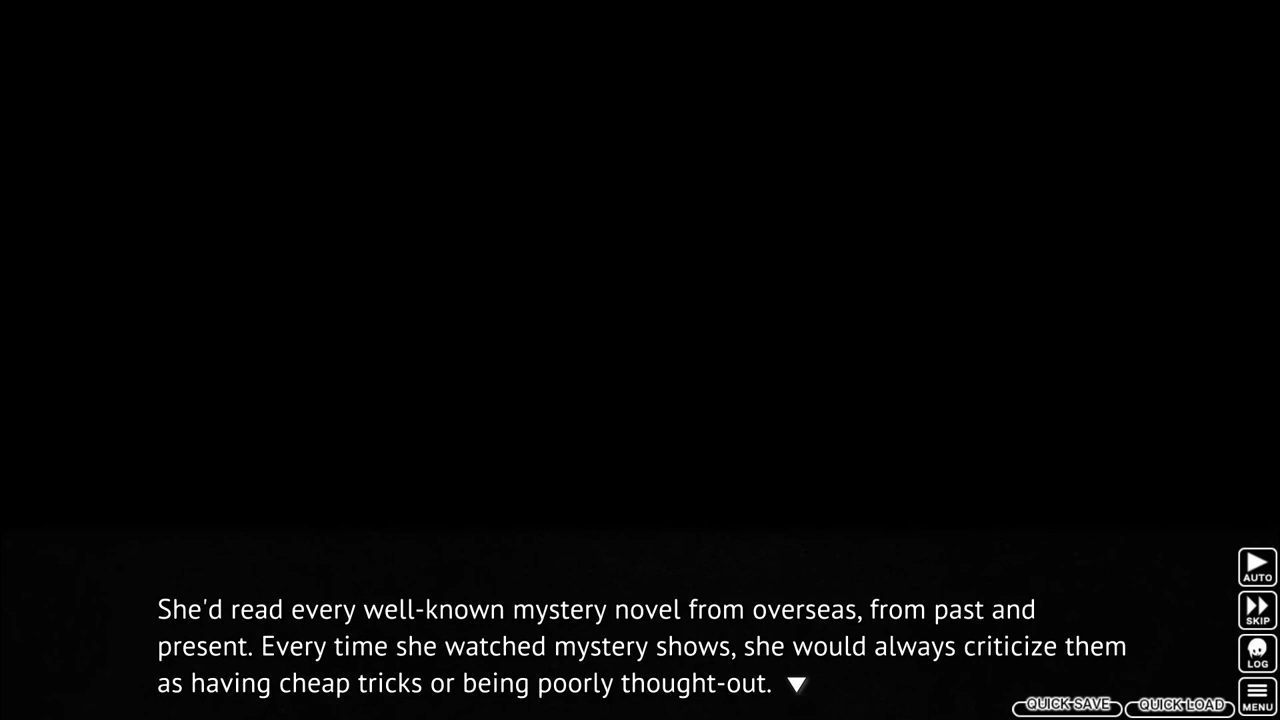 She'd read every well-known mystery novel from overseas, from past and
present. Every time she watched mystery shows, she would always criticize them
as having cheap tricks or being poorly thought-out.
AUTO
SKIP
LOG
MENU
QUICK SAVE
QUICK LOAD